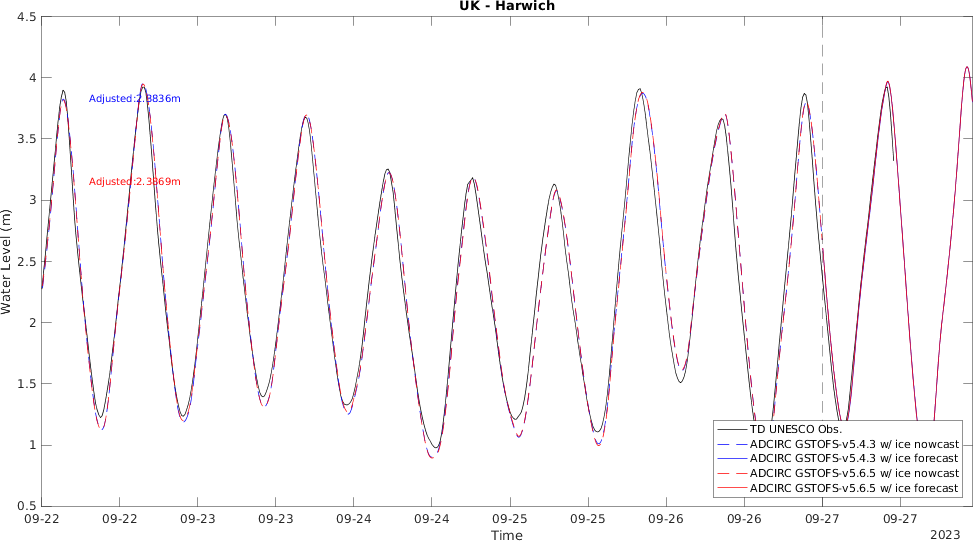 UK - Harwich
4.5
4
3.5
3
2.5
2
1.5
1
0.5
Water Level (m)
Adjusted:2.3836m
Adjusted:2.3869m
TD UNESCO Obs.
ADCIRC GSTOFS-v5.4.3 w/ ice nowcast
ADCIRC GSTOFS-v5.4.3 w/ ice forecast
ADCIRC GSTOFS-v5.6.5 w/ ice nowcast
ADCIRC GSTOFS-v5.6.5 w/ ice forecast
09-22 09-22 09-23 09-23 09-24 09-24 09-25 09-25 09-26 09-26 09-27 09-27
Time
2023